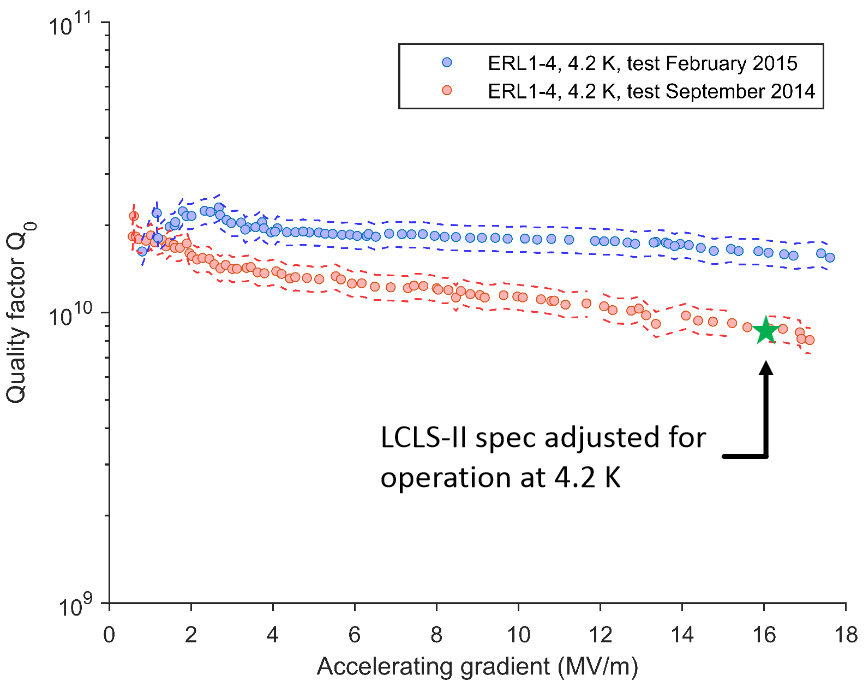 10^11
ERL1-4, 4.2 K, test February 2015
ERL1-4, 4.2 K, test September 2014
Quality factor Q_0
10^10
LCLS-II spec adjusted for
operation at 4.2 K
10^9
0 2 4 6 8 10 12 14 16 18
Accelerating gradient (MV/m)